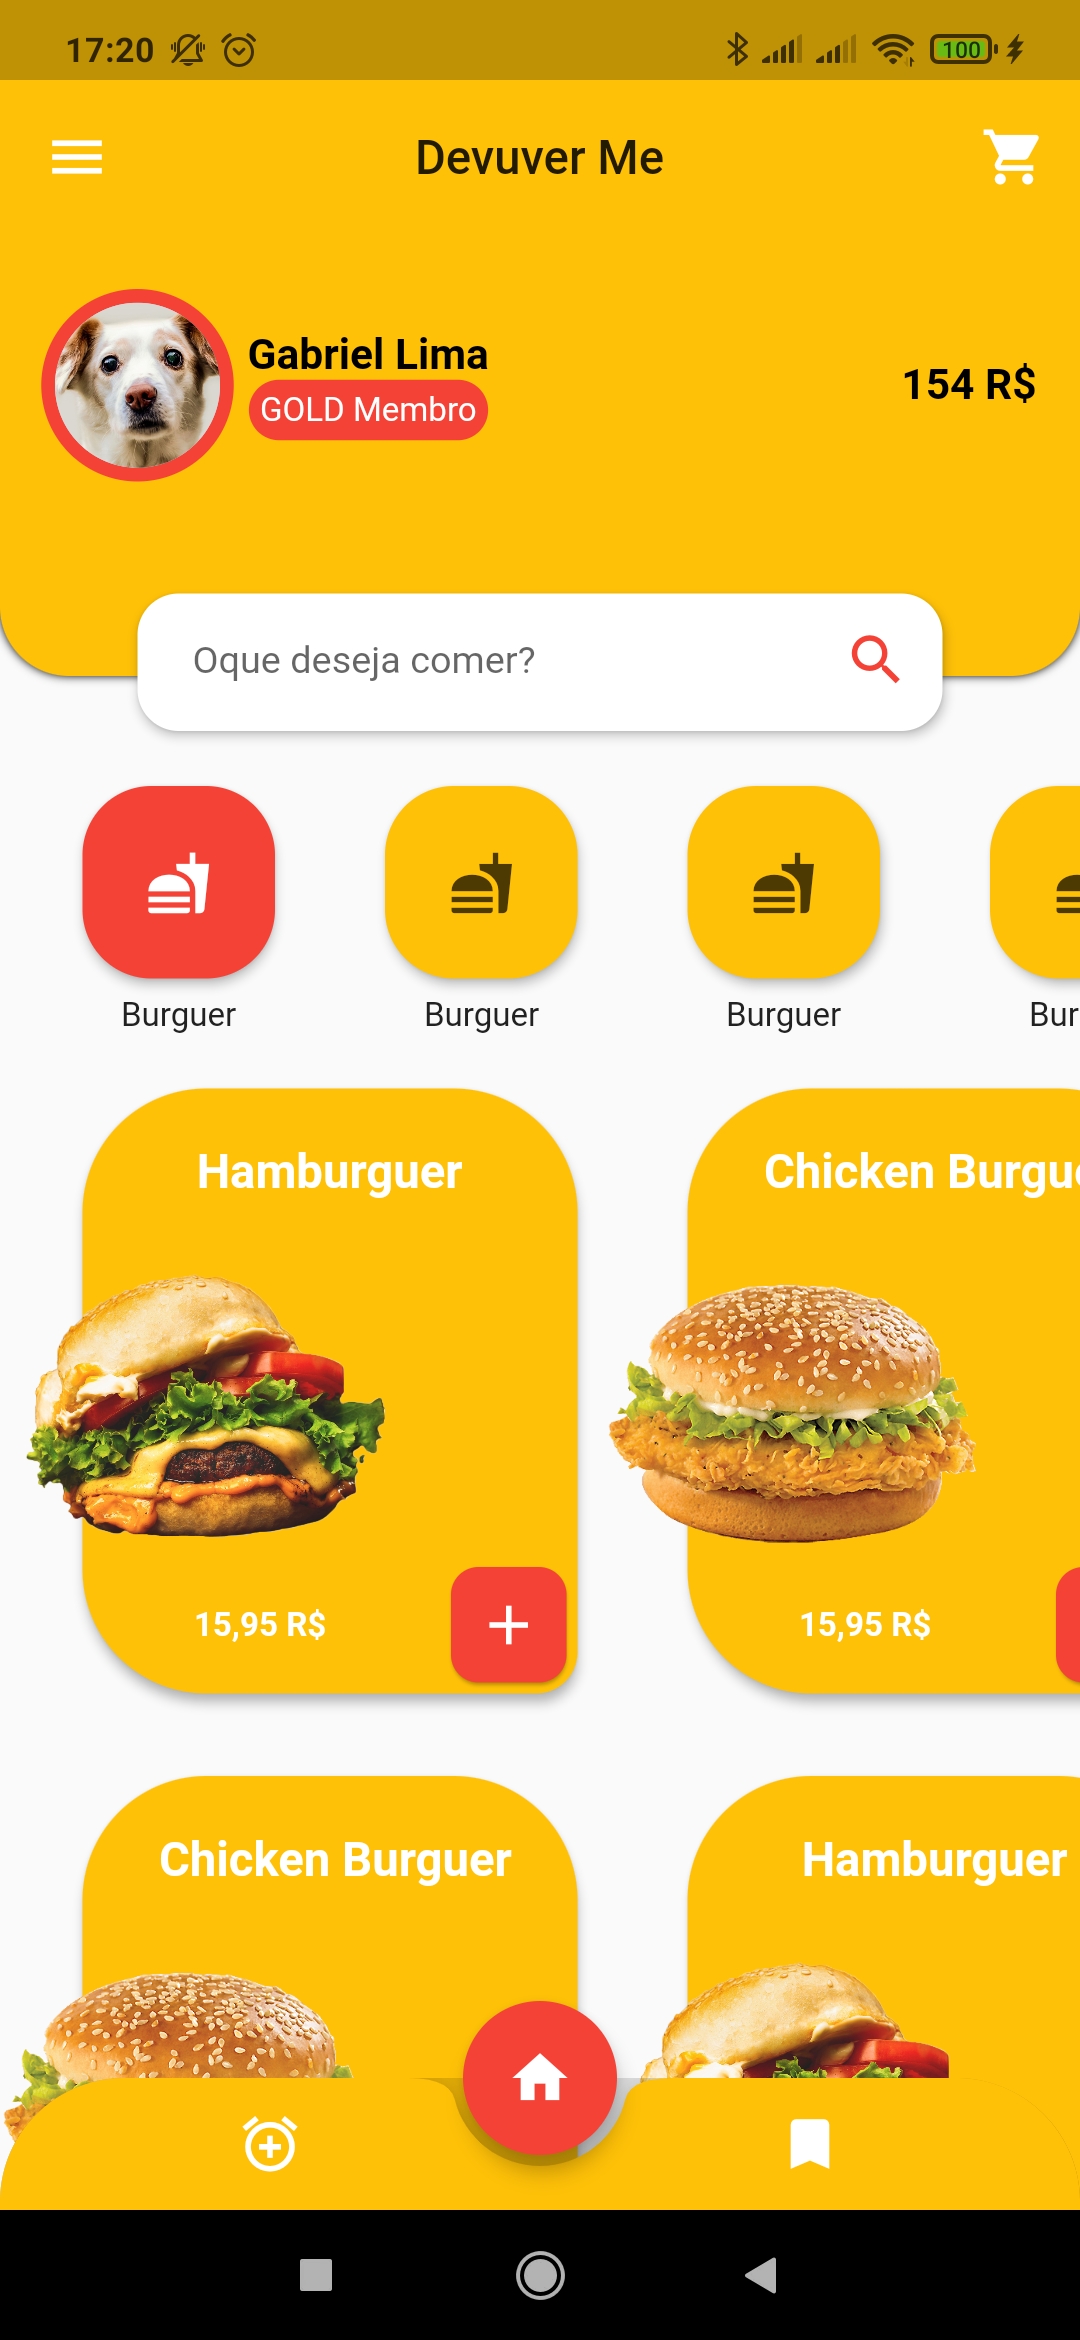 17:20
100
Devuver Me
Gabriel Lima
GOLD Membro
154 R$
Oque deseja comer?
Burguer Burguer Burguer Bur
Hamburguer Chicken Burgue
15,95 R$ 15,95 R$
Chicken Burguer Hamburguer